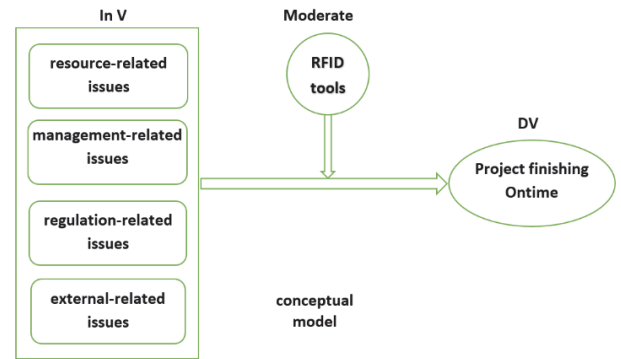 In V
Moderate
resource-related
issues
management-related
issues
regulation-related
issues
external-related
issues
RFID
tools
DV
Project finishing
Ontime
conceptual
model